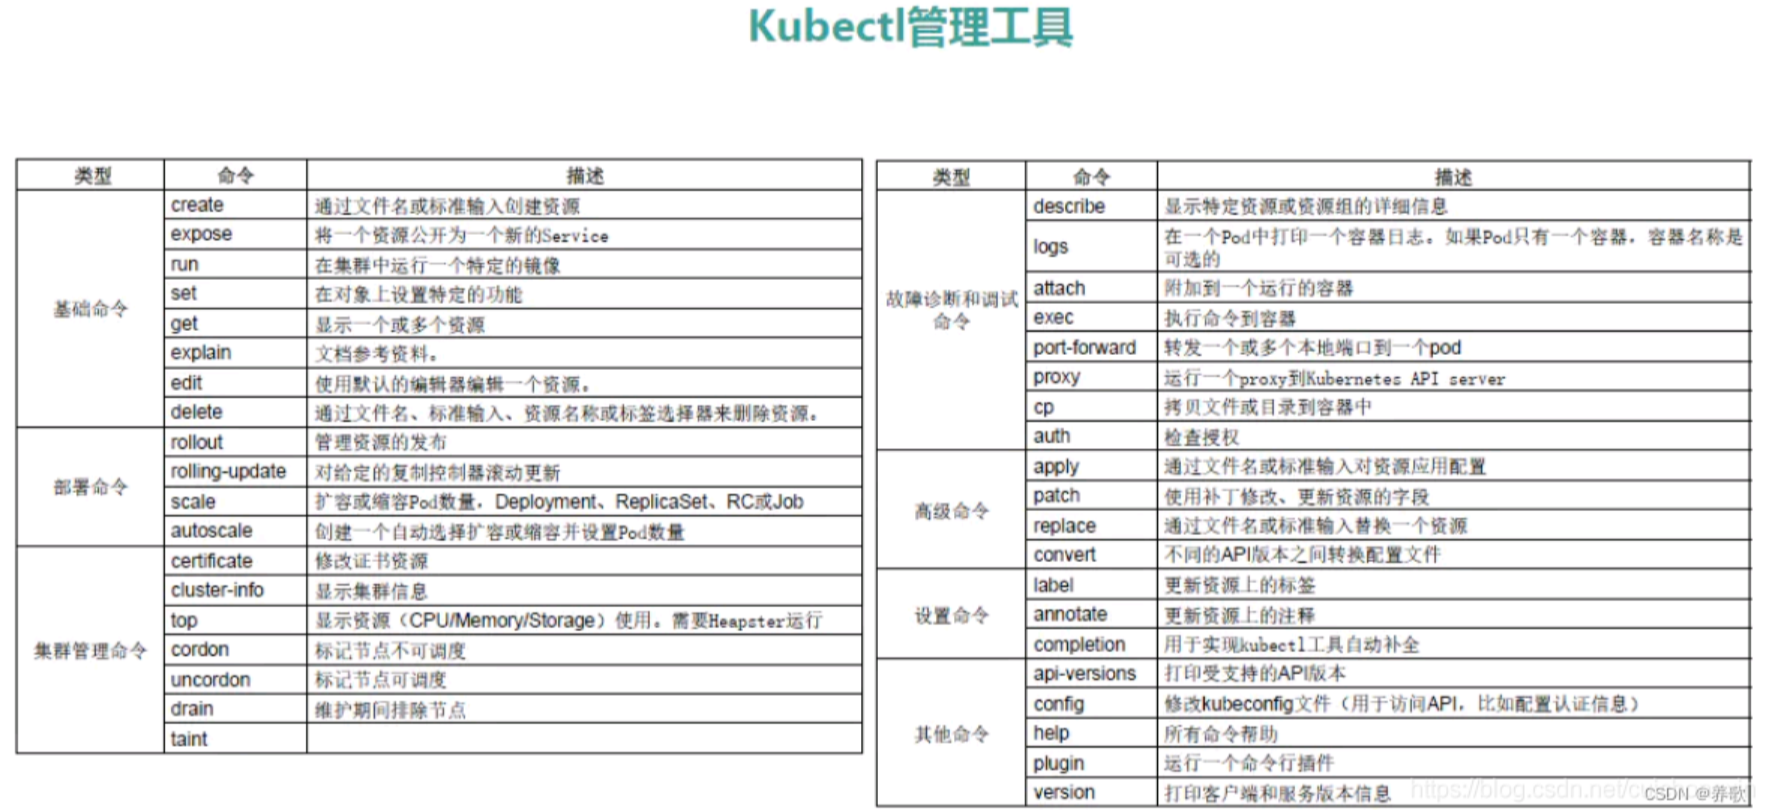 Kubectl管理工具
类型 命令 描述
基础命令
create 通过文件名或标准输入创建资源
expose 将一个资源公开为一个新的Service
run 在集群中运行一个特定的镜像
set 在对象上设置特定的功能
get 显示一个或多个资源
explain 文档参考资料。
edit 使用默认的编辑器编辑一个资源。
delete 通过文件名、标准输入、资源名称或标签选择器来删除资源。
部署命令
rollout 管理资源的发布
rolling-update 对给定的复制控制器滚动更新
scale 扩容或缩容Pod数量，Deployment、ReplicaSet、RC或Job
autoscale 创建一个自动选择扩容或缩容并设置Pod数量
集群管理命令
certificate 修改证书资源
cluster-info 显示集群信息
top 显示资源（CPU/Memory/Storage）使用。需要Heapster运行
cordon 标记节点不可调度
uncordon 标记节点可调度
drain 维护期间排除节点
taint
类型 命令 描述
故障诊断和调试
命令
describe 显示特定资源或资源组的详细信息
logs 在一个Pod中打印一个容器日志。如果Pod只有一个容器，容器名称是
可选的
attach 附加到一个运行的容器
exec 执行命令到容器
port-forward 转发一个或多个本地端口到一个pod
proxy 运行一个proxy到Kubernetes API server
cp 拷贝文件或目录到容器中
auth 检查授权
高级命令
apply 通过文件名或标准输入对资源应用配置
patch 使用补丁修改、更新资源的字段
replace 通过文件名或标准输入替换一个资源
convert 不同的API版本之间转换配置文件
设置命令
label 更新资源上的标签
annotate 更新资源上的注释
completion 用于实现kubectl工具自动补全
其他命令
api-versions 打印受支持的API版本
config 修改kubeconfig文件（用于访问API，比如配置认证信息）
help 所有命令帮助
plugin 运行一个命令行插件
version 打印客户端和服务版本信息
CSDN @养歌